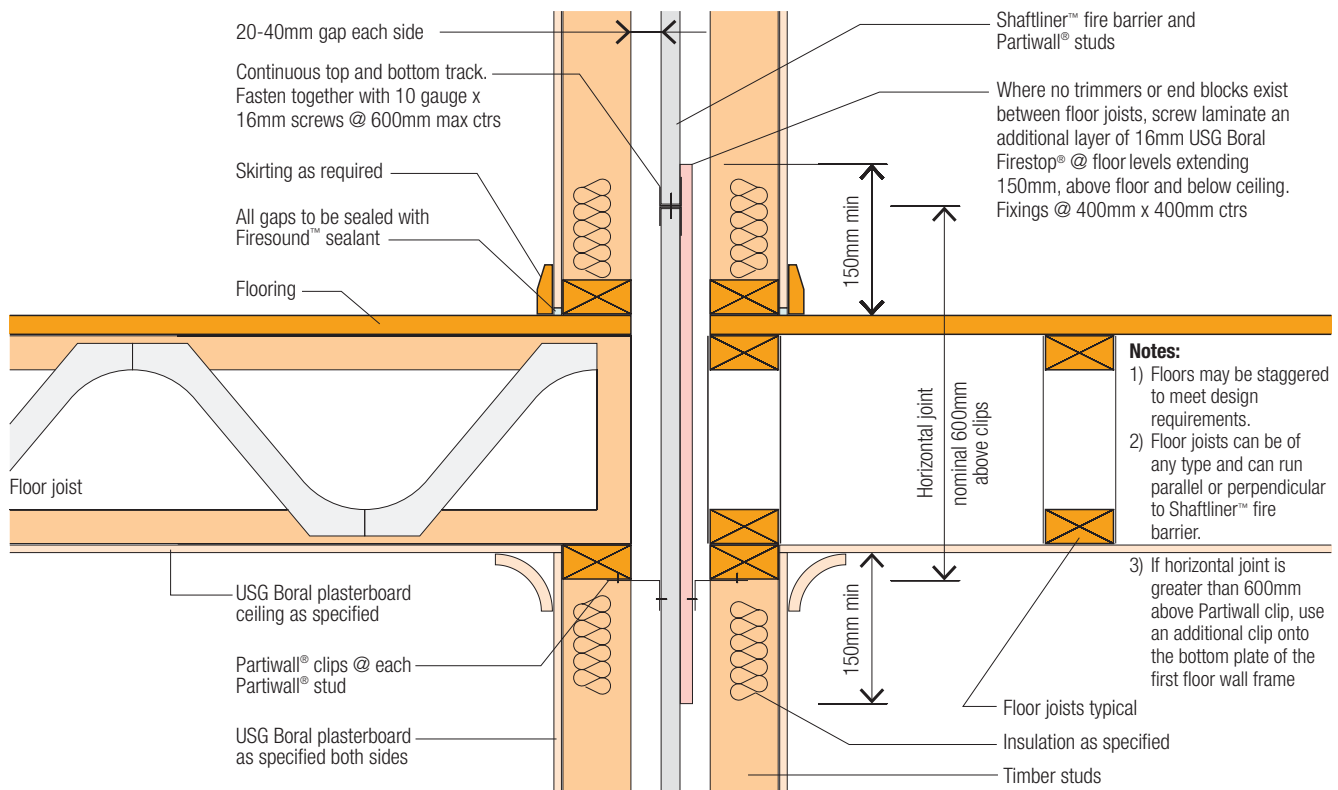 20-40mm gap each side
Continuous top and bottom track.
Fasten together with 10 gauge x
16mm screws @ 600mm max ctrs
Skirting as required
All gaps to be sealed with
Firesound™ sealant
Flooring
Floor joist
USG Boral plasterboard
ceiling as specified
Partiwall® clips @ each
Partiwall® stud
USG Boral plasterboard
as specified both sides
Shaftliner™ fire barrier and
Partiwall® studs
Where no trimmers or end blocks exist
between floor joists, screw laminate an
additional layer of 16mm USG Boral
Firestop® @ floor levels extending
150mm, above floor and below ceiling.
Fixings @ 400mm x 400mm ctrs
150mm min
Horizontal joint
nominal 600mm
above clips
150mm min
Notes:
1) Floors may be staggered
to meet design
requirements.
2) Floor joists can be of
any type and can run
parallel or perpendicular
to Shaftliner™ fire
barrier.
3) If horizontal joint is
greater than 600mm
above Partiwall clip, use
an additional clip onto
the bottom plate of the
first floor wall frame
Floor joists typical
Insulation as specified
Timber studs